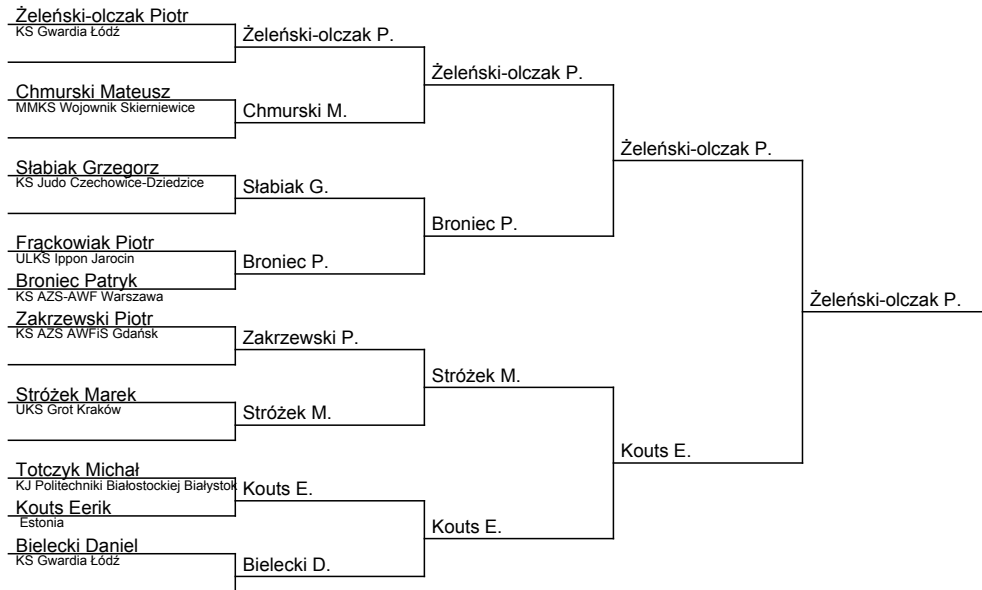 Żeleński-olczak Piotr
KS Gwardia Łódź
Chmurski Mateusz
MMKS Wojownik Skierniewice
Słabiak Grzegorz
KS Judo Czechowice-Dziedzice
Frąckowiak Piotr
ULKS Ippon Jarocin
Broniec Patryk
KS AZS-AWF Warszawa
Zakrzewski Piotr
KS AZS AWFiS Gdańsk
Stróżek Marek
UKS Grot Kraków
Totczyk Michał
KJ Politechniki Białostockiej Białystok
Kouts Eerik
Estonia
Bielecki Daniel
KS Gwardia Łódź
Żeleński-olczak P.
Chmurski M.
Słabiak G.
Broniec P.
Zakrzewski P.
Stróżek M.
Kouts E.
Bielecki D.
Żeleński-olczak P.
Broniec P.
Stróżek M.
Kouts E.
Żeleński-olczak P.
Kouts E.
Żeleński-olczak P.